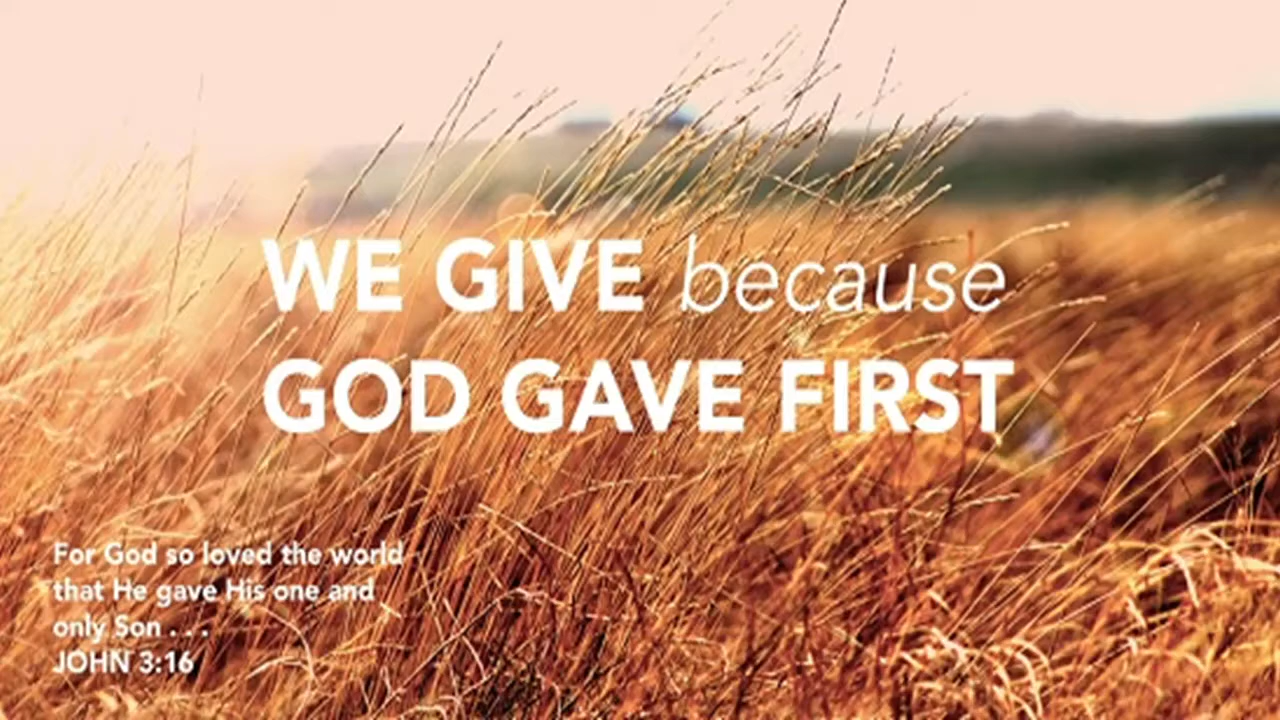 WE GIVE because
GOD GAVE FIRST
For God so loved the world
that He gave His one and
only Son . . .
JOHN 3:16